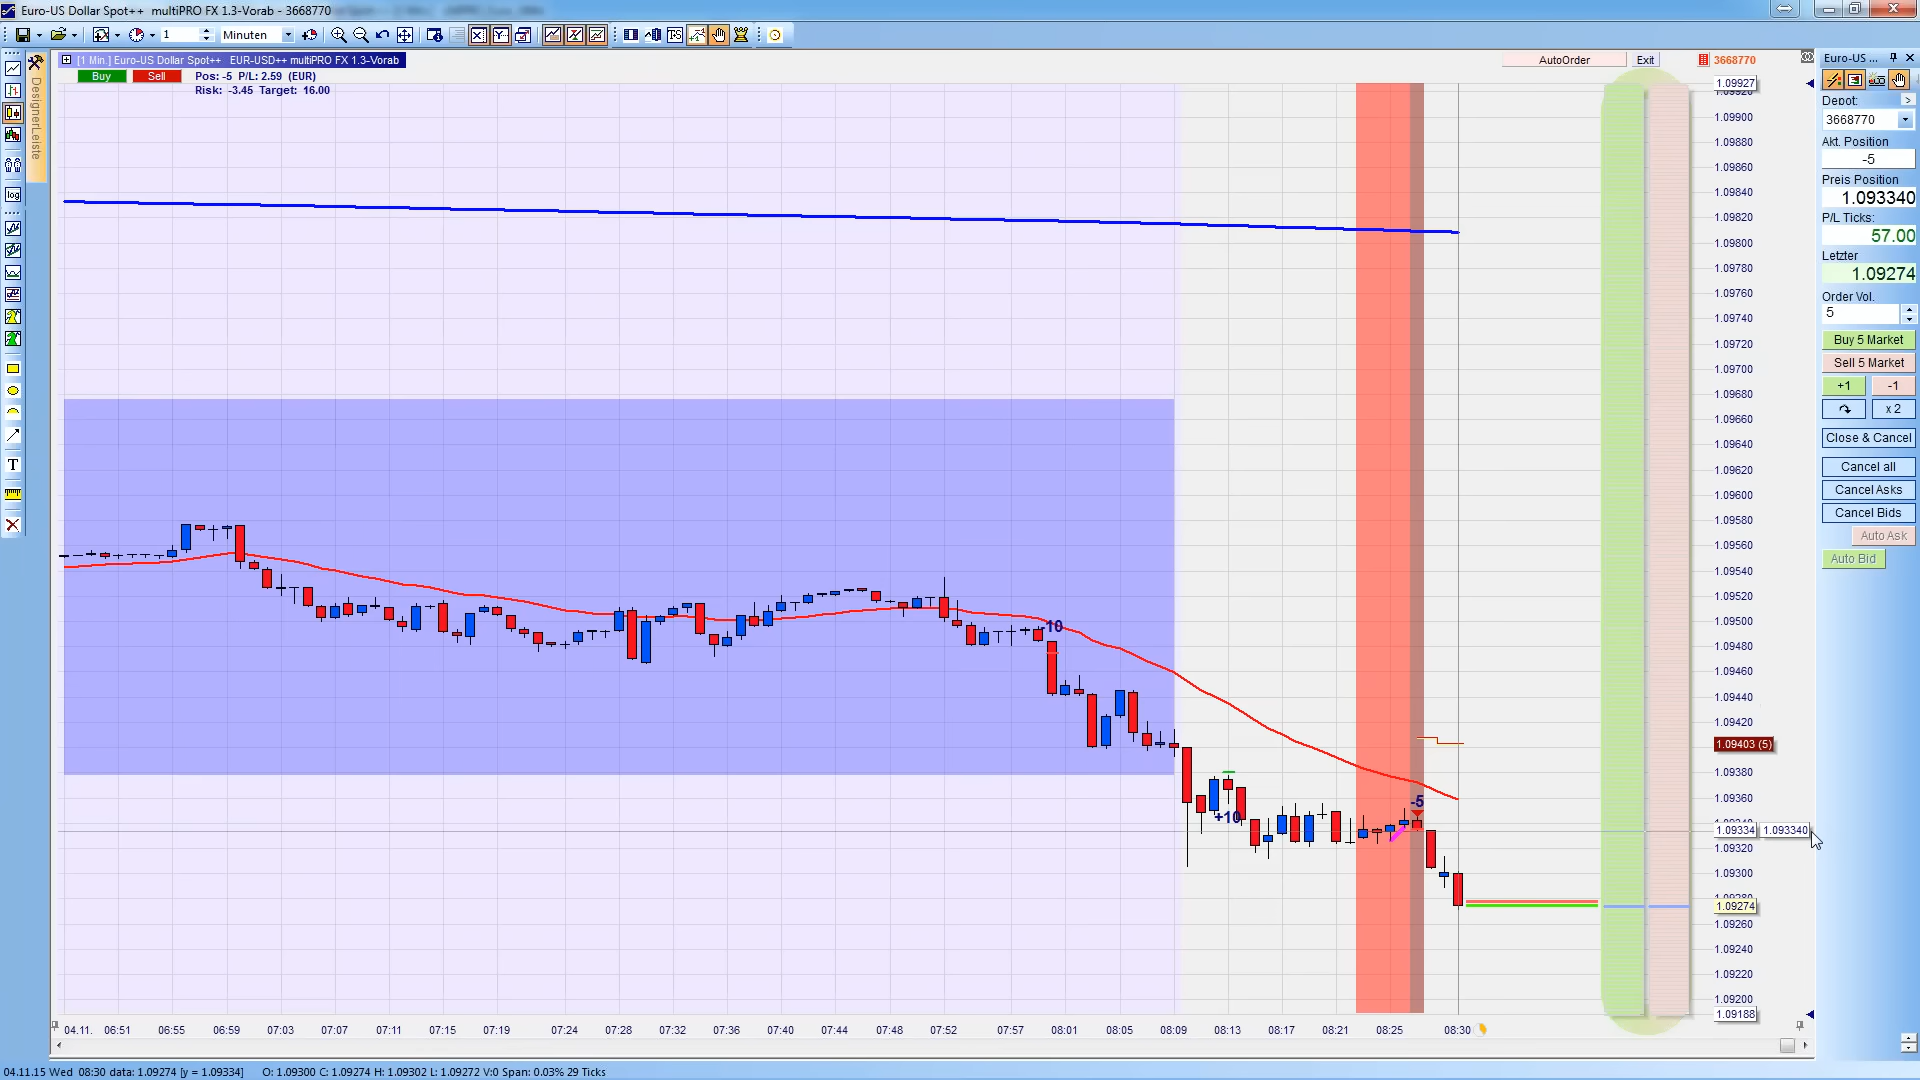 Euro-US Dollar Spot++   multiPRO FX 1.3-Vorab - 3668770
1
Minuten
[1 Min.] Euro-US Dollar Spot++   EUR-USD++ multiPRO FX 1.3-Vorab
Buy
Sell
Pos: -5  P/L: 2.59  (EUR)
Risk:  -3.45  Target:  16.00
AutoOrder
Exit
3668770
DesignerLeiste
log
T
1.09927
1.09900
1.09880
1.09860
1.09840
1.09820
1.09800
1.09780
1.09760
1.09740
1.09720
1.09700
1.09680
1.09660
1.09640
1.09620
1.09600
1.09580
1.09560
1.09540
1.09520
1.09500
1.09480
1.09460
1.09440
1.09420
1.09403 (5)
1.09380
1.09360
1.09334
1.093340
1.09320
1.09300
1.09274
1.09260
1.09240
1.09220
1.09200
1.09188
-10
+10
-5
04.11.
06:51
06:55
06:59
07:03
07:07
07:11
07:15
07:19
07:24
07:28
07:32
07:36
07:40
07:44
07:48
07:52
07:57
08:01
08:05
08:09
08:13
08:17
08:21
08:25
08:30
Euro-US ...
Depot:
3668770
Akt. Position
-5
Preis Position
1.093340
P/L Ticks:
57.00
Letzter
1.09274
Order Vol.
5
Buy 5 Market
Sell 5 Market
+1
-1
x 2
Close & Cancel
Cancel all
Cancel Asks
Cancel Bids
Auto Ask
Auto Bid
04.11.15 Wed  08:30 data: 1.09274 [y = 1.09334]
O: 1.09300 C: 1.09274 H: 1.09302 L: 1.09272 V:0 Span: 0.03% 29 Ticks